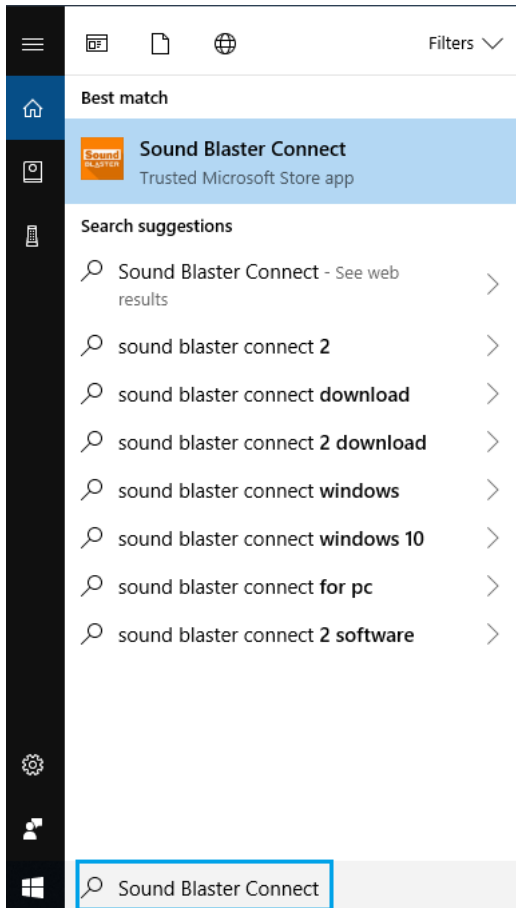 Filters
Best match
Sound
BLASTER
Sound Blaster Connect
Trusted Microsoft Store app
Search suggestions
Sound Blaster Connect - See web
results
sound blaster connect 2
sound blaster connect download
sound blaster connect 2 download
sound blaster connect windows
sound blaster connect windows 10
sound blaster connect for pc
sound blaster connect 2 software
Sound Blaster Connect